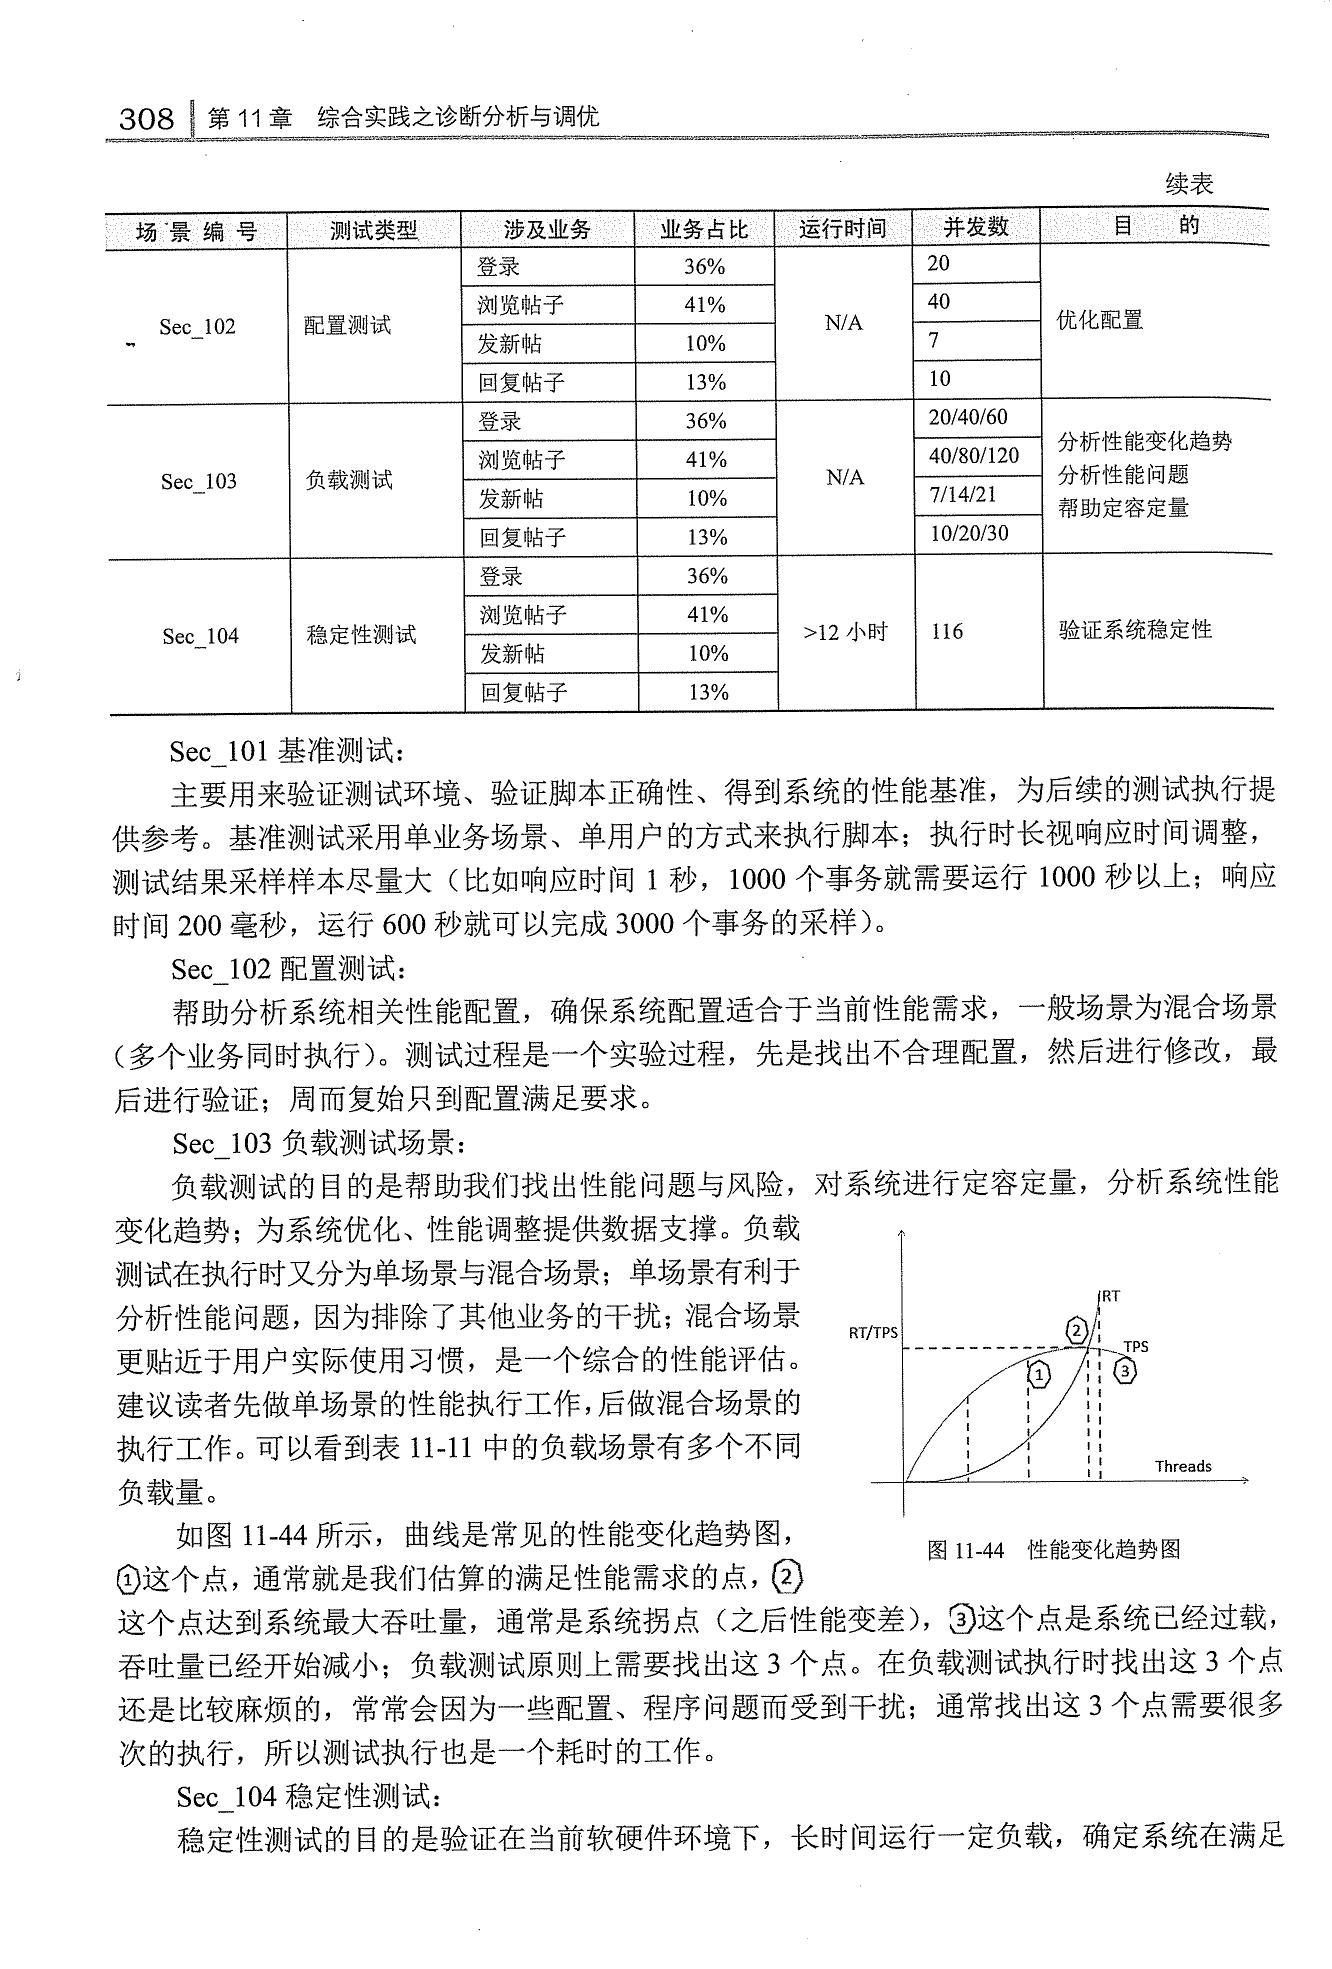 308 第11章 综合实践之诊断分析与调优
续表
场景编号 测试类型 涉及业务 业务占比 运行时间 并发数 目 的
Sec_102 配置测试 登录 36% N/A 20 优化配置
浏览帖子 41% 40
发新帖 10% 7
回复帖子 13% 10
Sec_103 负载测试 登录 36% N/A 20/40/60 分析性能变化趋势
浏览帖子 41% 40/80/120 分析性能问题
发新帖 10% 7/14/21 帮助定容定量
回复帖子 13% 10/20/30
Sec_104 稳定性测试 登录 36% >12 小时 116 验证系统稳定性
浏览帖子 41%
发新帖 10%
回复帖子 13%
Sec_101 基准测试：
主要用来验证测试环境、验证脚本正确性、得到系统的性能基准，为后续的测试执行提
供参考。基准测试采用单业务场景、单用户的方式来执行脚本；执行时长视响应时间调整，
测试结果采样样本尽量大（比如响应时间 1 秒，1000 个事务就需要运行 1000 秒以上；响应
时间 200 毫秒，运行 600 秒就可以完成 3000 个事务的采样）。
Sec_102 配置测试：
帮助分析系统相关性能配置，确保系统配置适合于当前性能需求，一般场景为混合场景
（多个业务同时执行）。测试过程是一个实验过程，先是找出不合理配置，然后进行修改，最
后进行验证；周而复始只到配置满足要求。
Sec_103 负载测试场景：
负载测试的目的是帮助我们找出性能问题与风险，对系统进行定容定量，分析系统性能
变化趋势；为系统优化、性能调整提供数据支撑。负载
测试在执行时又分为单场景与混合场景；单场景有利于
分析性能问题，因为排除了其他业务的干扰；混合场景
更贴近于用户实际使用习惯，是一个综合的性能评估。
建议读者先做单场景的性能执行工作，后做混合场景的
执行工作。可以看到表 11-11 中的负载场景有多个不同
负载量。
RT
RT/TPS
②
TPS
①
③
Threads
图 11-44 性能变化趋势图
如图 11-44 所示，曲线是常见的性能变化趋势图，
①这个点，通常就是我们估算的满足性能需求的点，②
这个点达到系统最大吞吐量，通常是系统拐点（之后性能变差），③这个点是系统已经过载，
吞吐量已经开始减小；负载测试原则上需要找出这 3 个点。在负载测试执行时找出这 3 个点
还是比较麻烦的，常常会因为一些配置、程序问题而受到干扰；通常找出这 3 个点需要很多
次的执行，所以测试执行也是一个耗时的工作。
Sec_104 稳定性测试：
稳定性测试的目的是验证在当前软硬件环境下，长时间运行一定负载，确定系统在满足